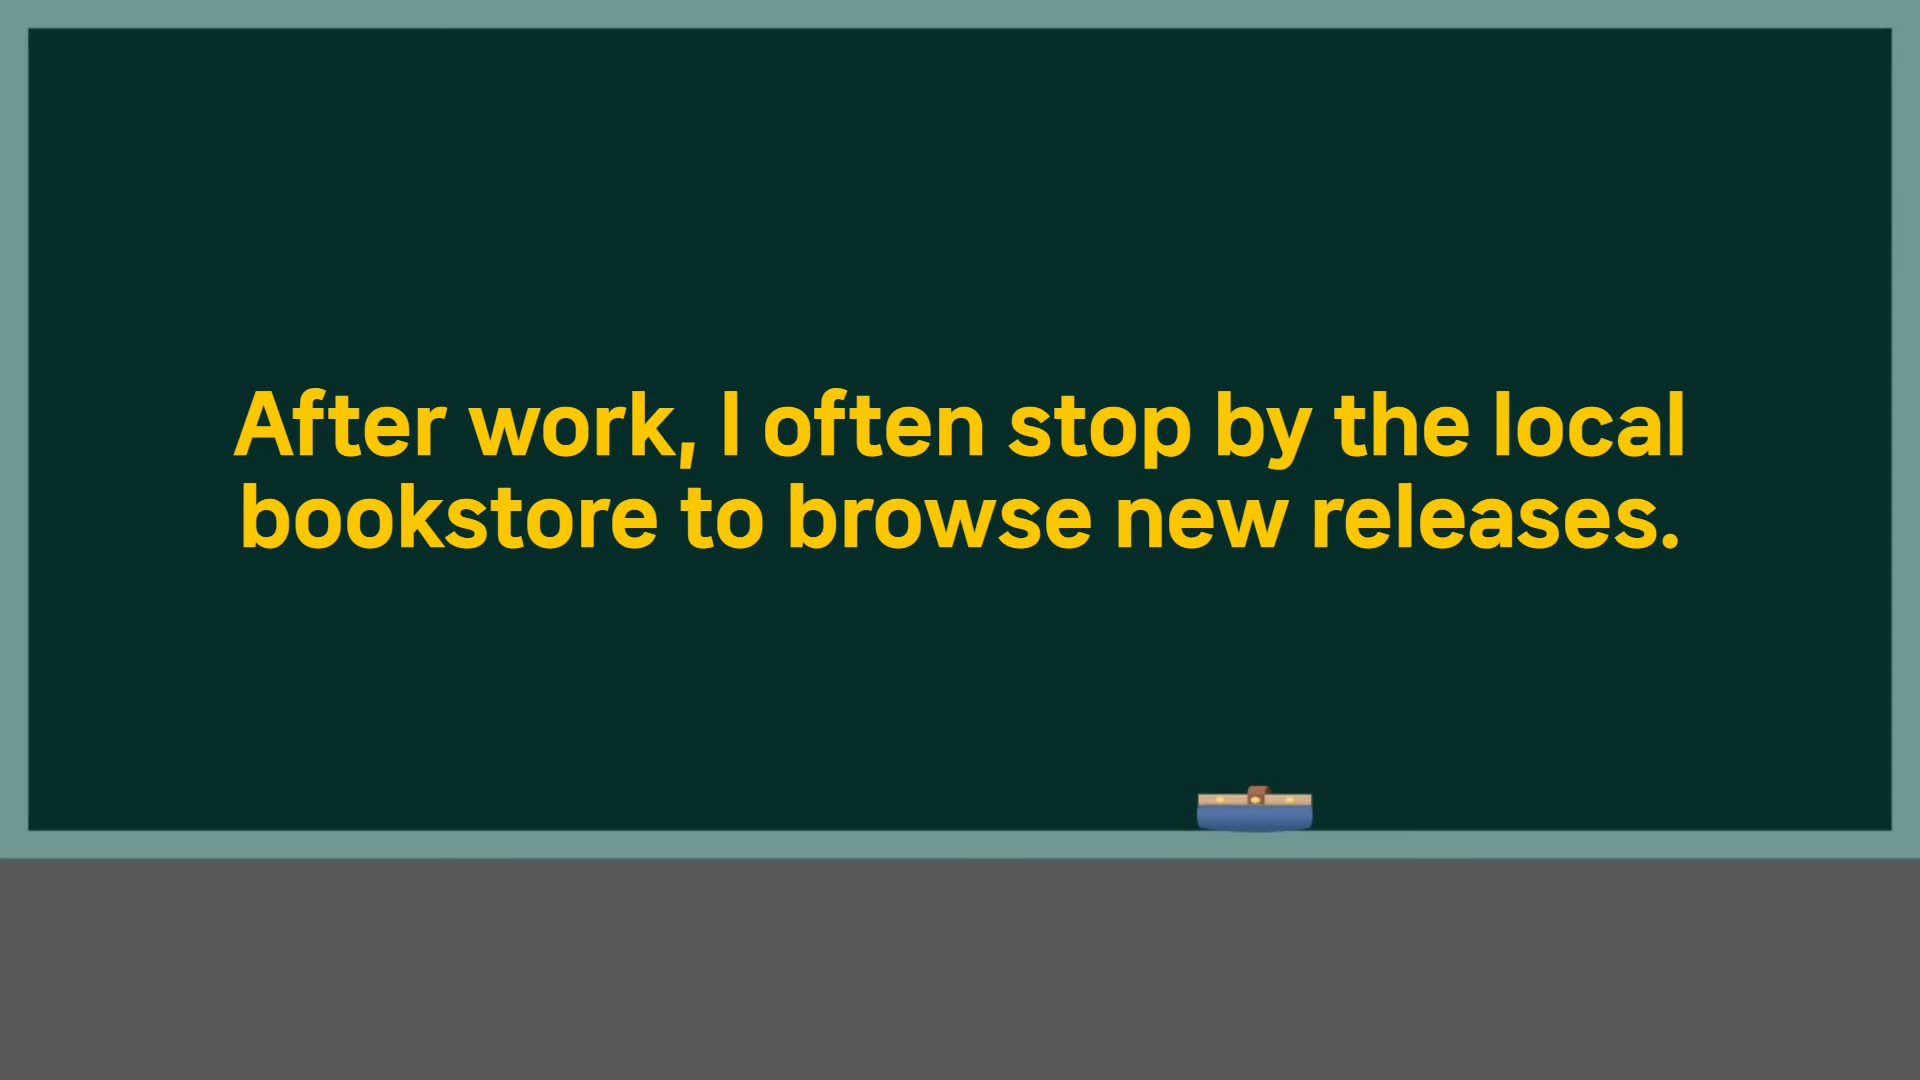 After work, I often stop by the local
bookstore to browse new releases.